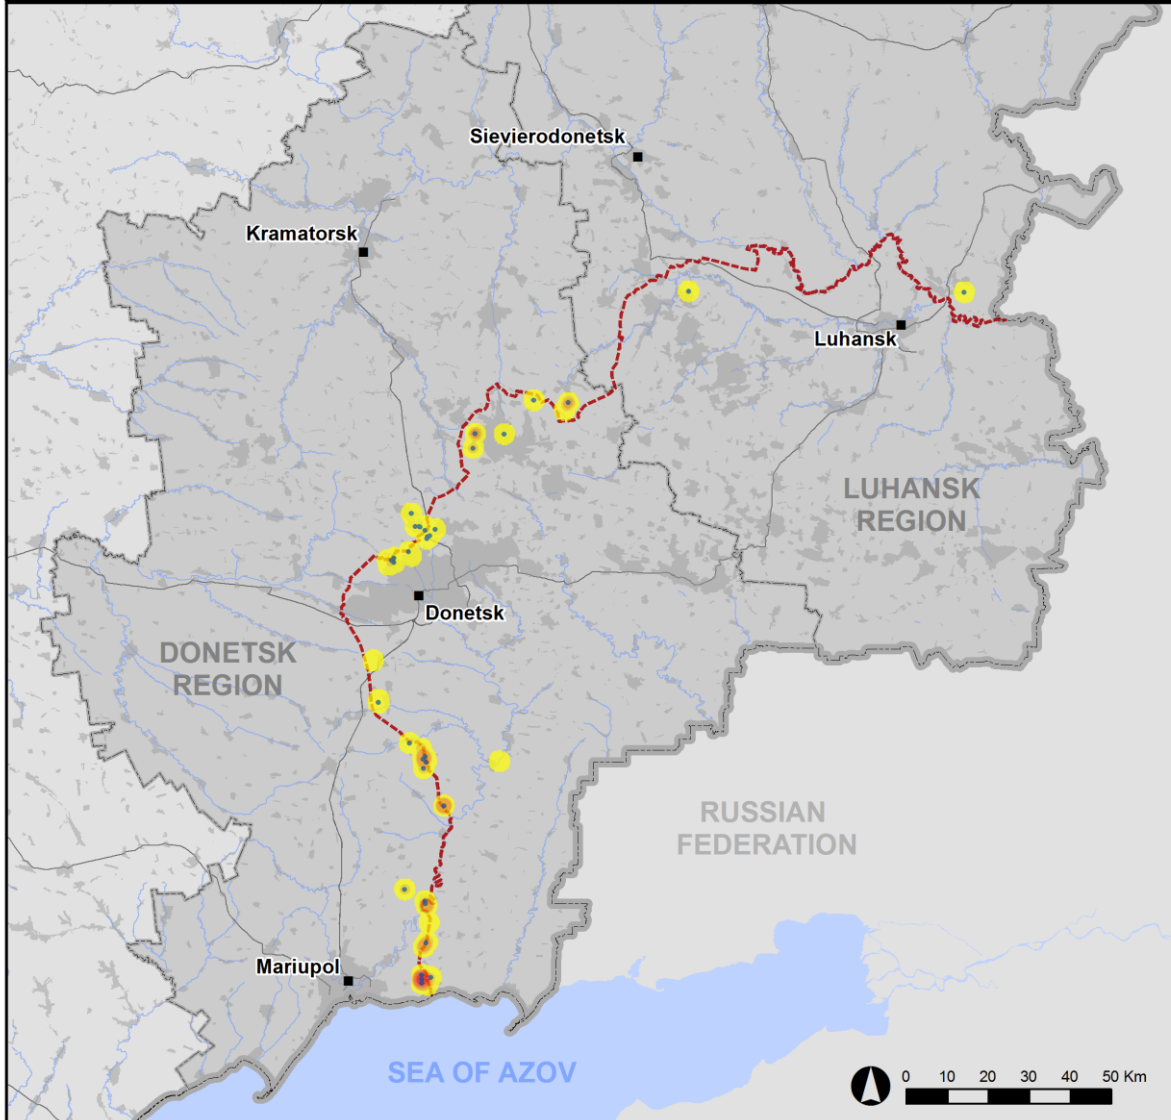 Sievierodonetsk
Kramatorsk
Luhansk
LUHANSK
REGION
Donetsk
DONETSK
REGION
RUSSIAN
FEDERATION
Mariupol
SEA OF AZOV
0 10 20 30 40 50 Km